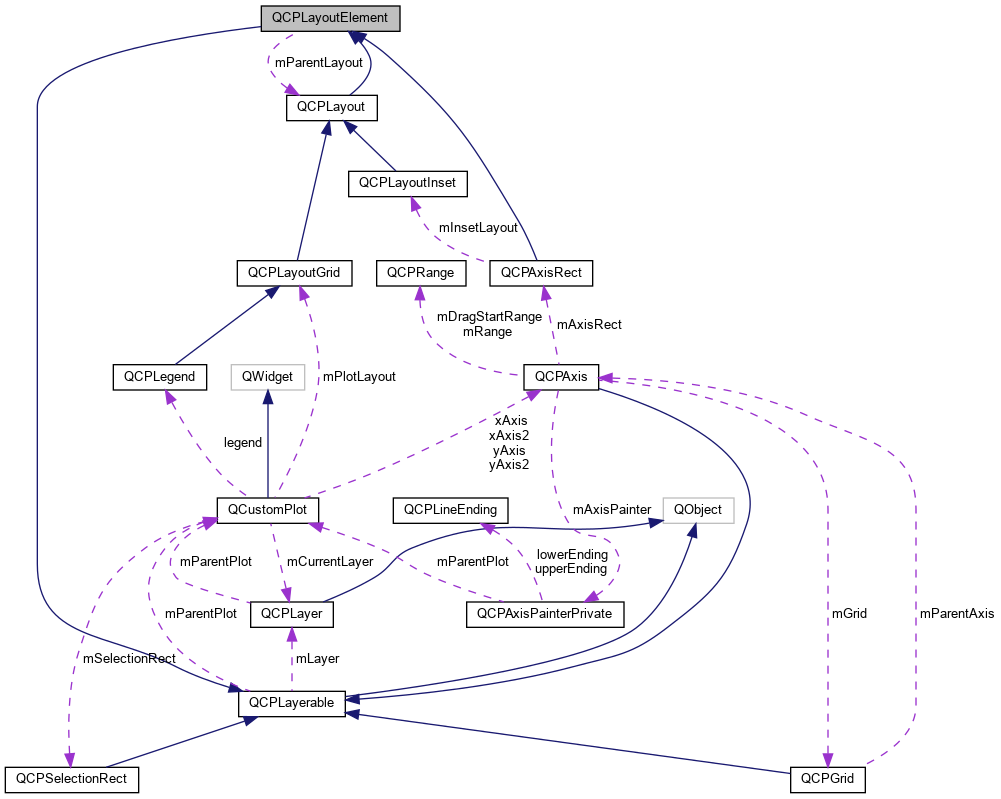 QCPLayoutElement
mParentLayout
QCPLayout
QCPLayoutInset
mInsetLayout
QCPLayoutGrid
QCPRange
QCPAxisRect
mDragStartRange
mRange
mAxisRect
QCPLegend
QWidget
mPlotLayout
QCPAxis
legend
xAxis
xAxis2
yAxis
yAxis2
QCustomPlot
QCPLineEnding
mAxisPainter
QObject
mParentPlot
mCurrentLayer
mParentPlot
lowerEnding
upperEnding
mParentPlot
QCPLayer
QCPAxisPainterPrivate
mGrid
mParentAxis
mSelectionRect
mLayer
QCPLayerable
QCPSelectionRect
QCPGrid